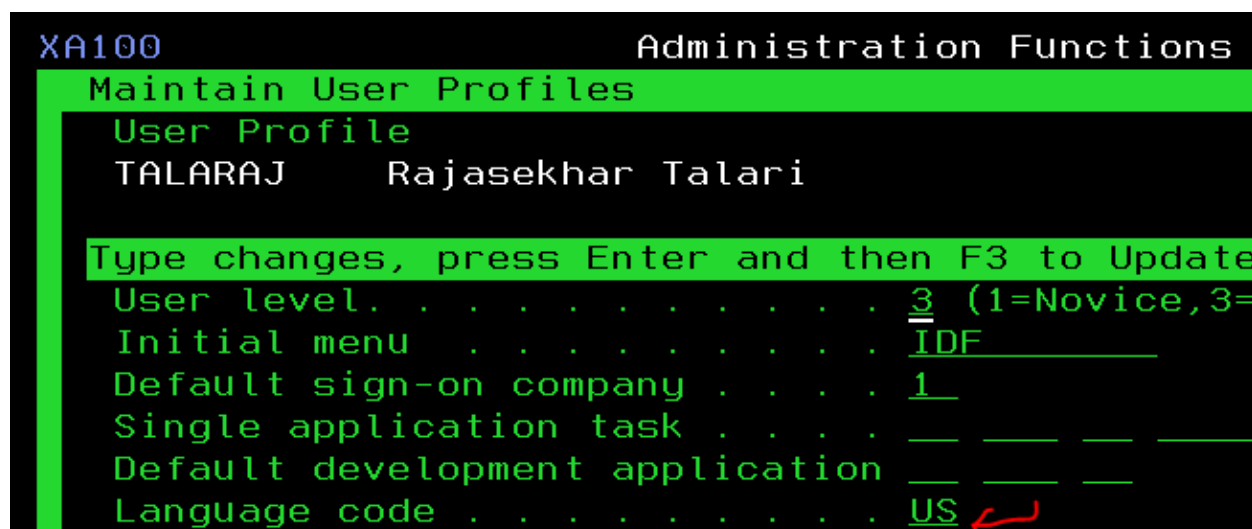 XA100 Administration Functions
Maintain User Profiles
User Profile
TALARAJ Rajasekhar Talari
Type changes, press Enter and then F3 to Update
User level. . . . . . . . . . . 3 (1=Novice,3=
Initial menu . . . . . . . . . IDF
Default sign-on company . . . . 1
Single application task . . . .
Default development application
Language code . . . . . . . . . US